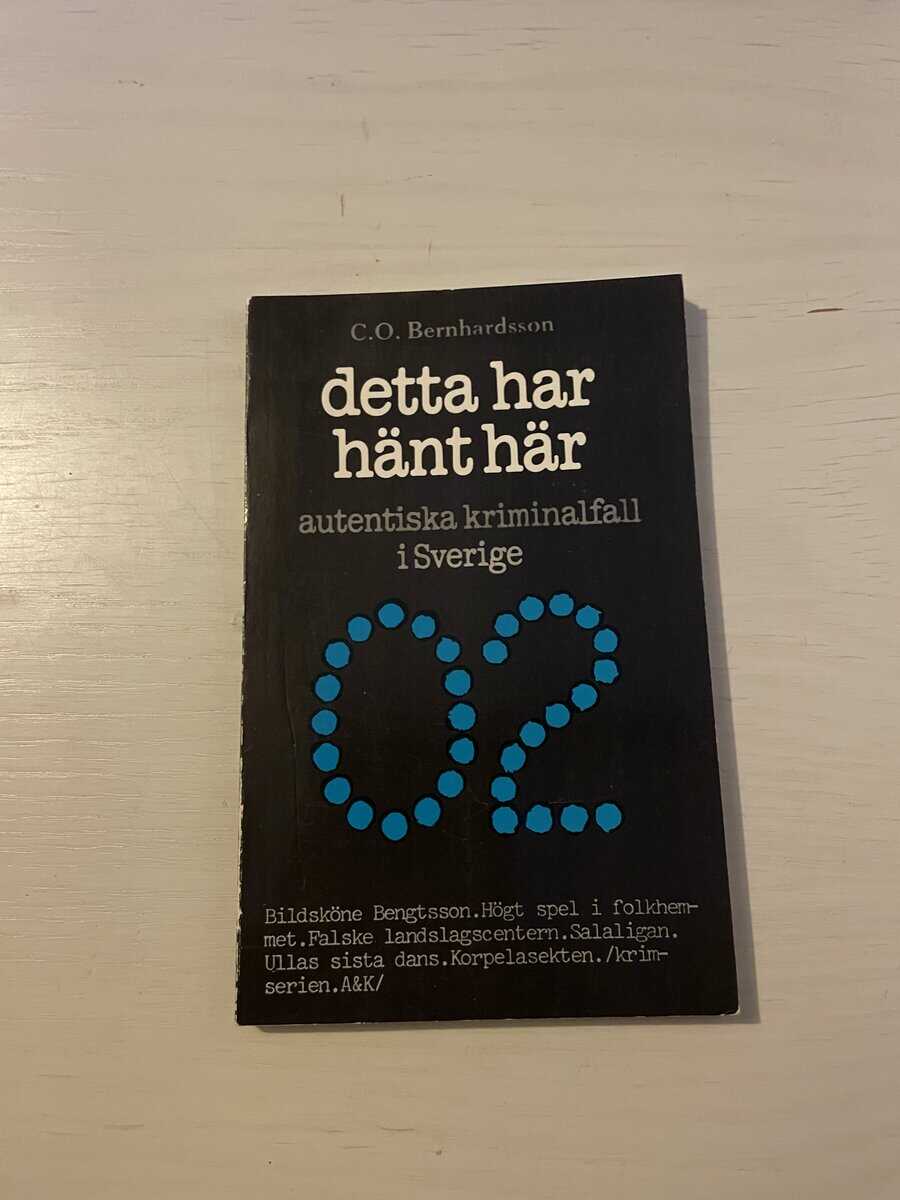 C.O. Bernhardsson
detta har
hänt här
autentiska kriminalfall
i Sverige
02
Bildsköne Bengtsson.Högt spel i folkhem-
met.Falske landslagscentern.Salaligan.
Ullas sista dans.Korpelasekten./krim-
serien.A&K/